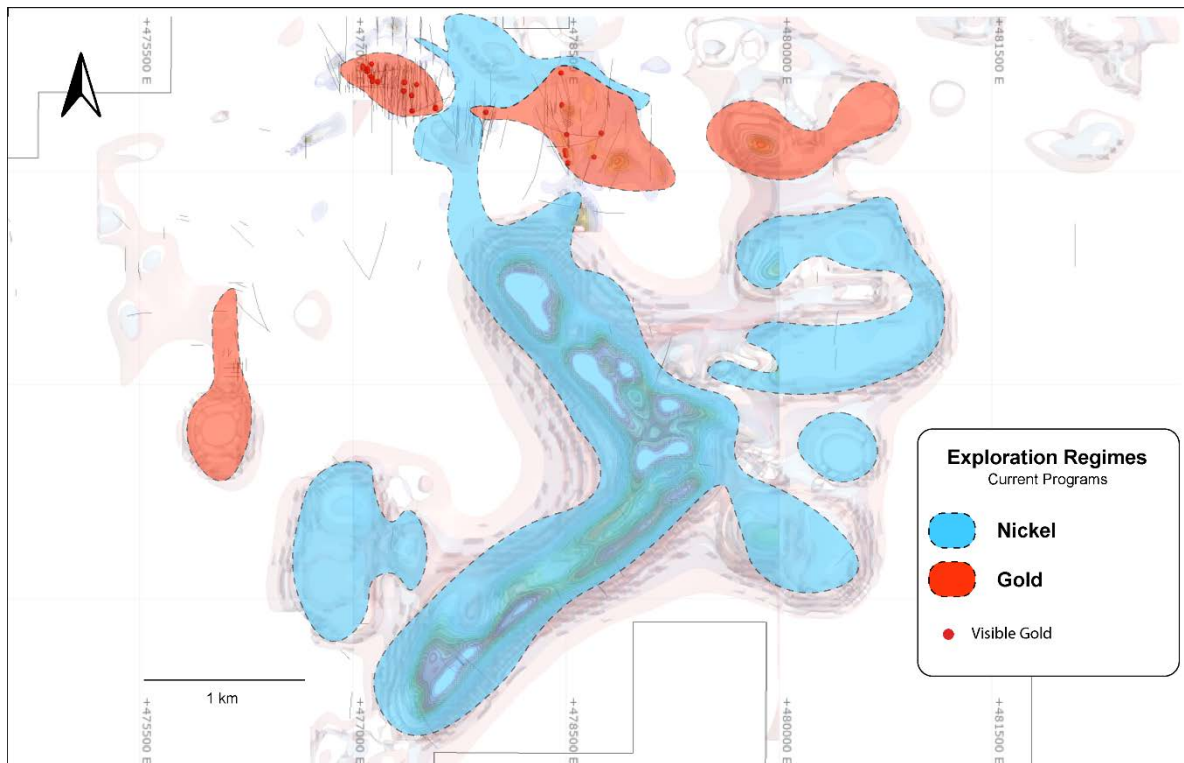 +475500 E
+477000 E
+478500 E
+480000 E
+481500 E
Exploration Regimes
Current Programs
Nickel
Gold
Visible Gold
1 km
+475500 E
+477000 E
+478500 E
+480000 E
+481500 E